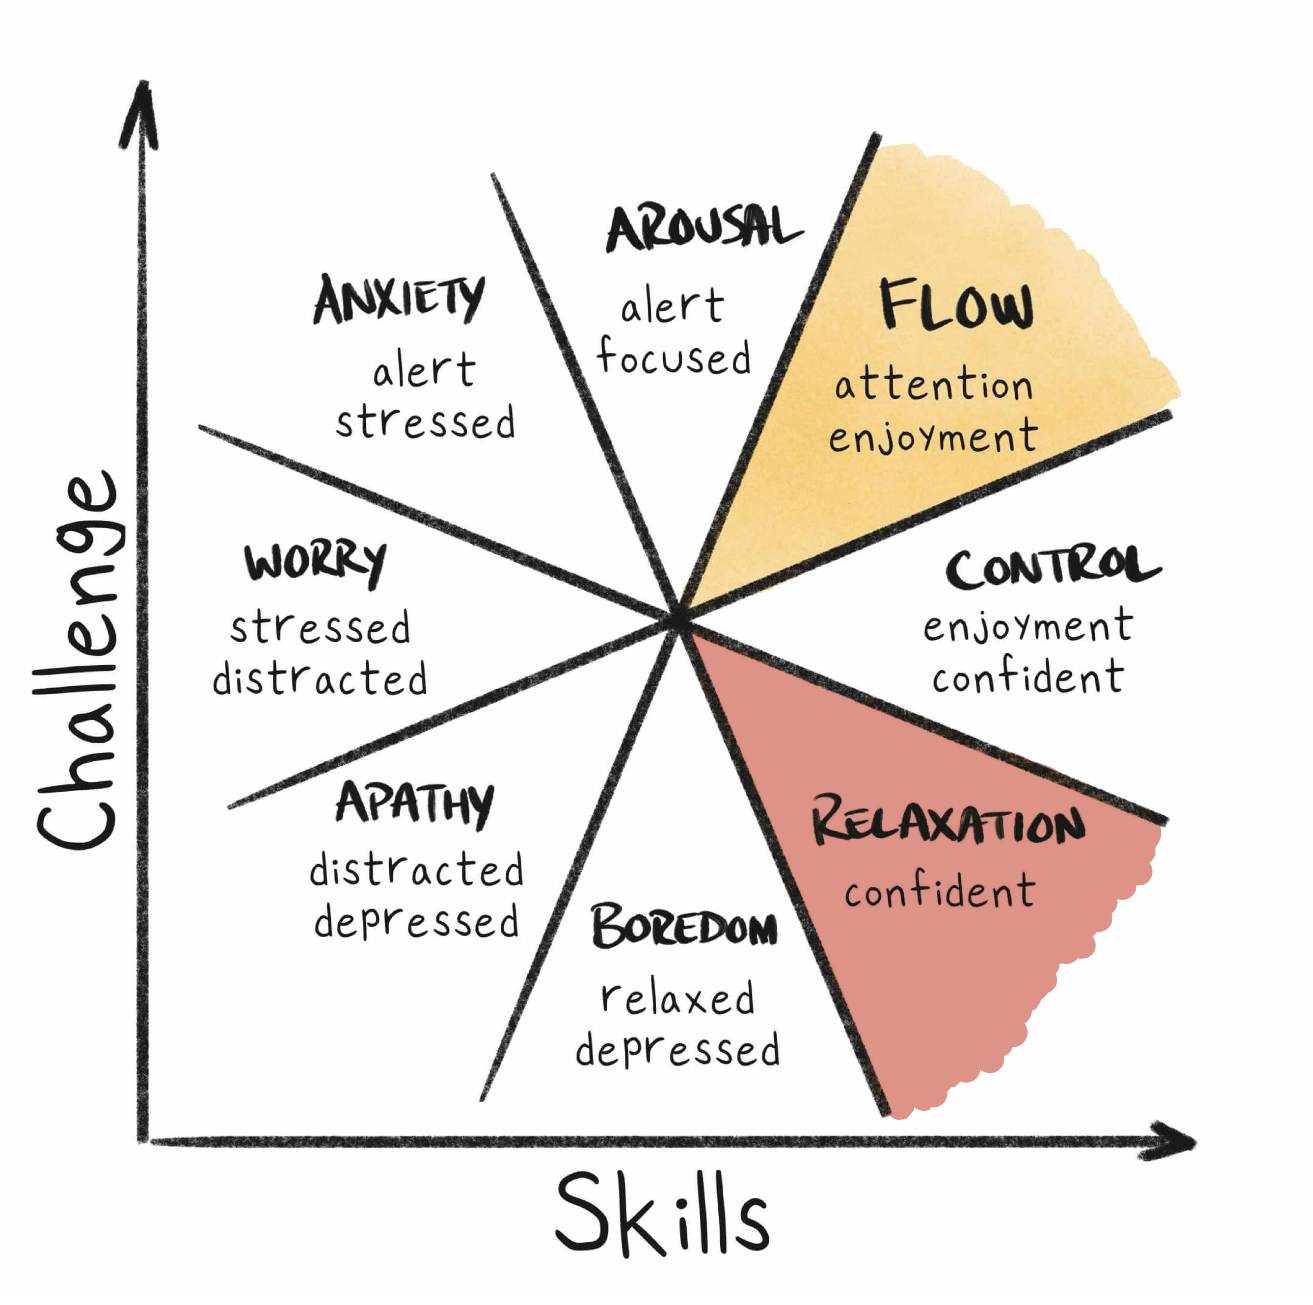 AROUSAL
alert
focused
FLOW
attention
enjoyment
ANXIETY
alert
stressed
WORRY
stressed
distracted
CONTROL
enjoyment
confident
Challenge
APATHY
distracted
depressed
RELAXATION
confident
BOREDOM
relaxed
depressed
Skills